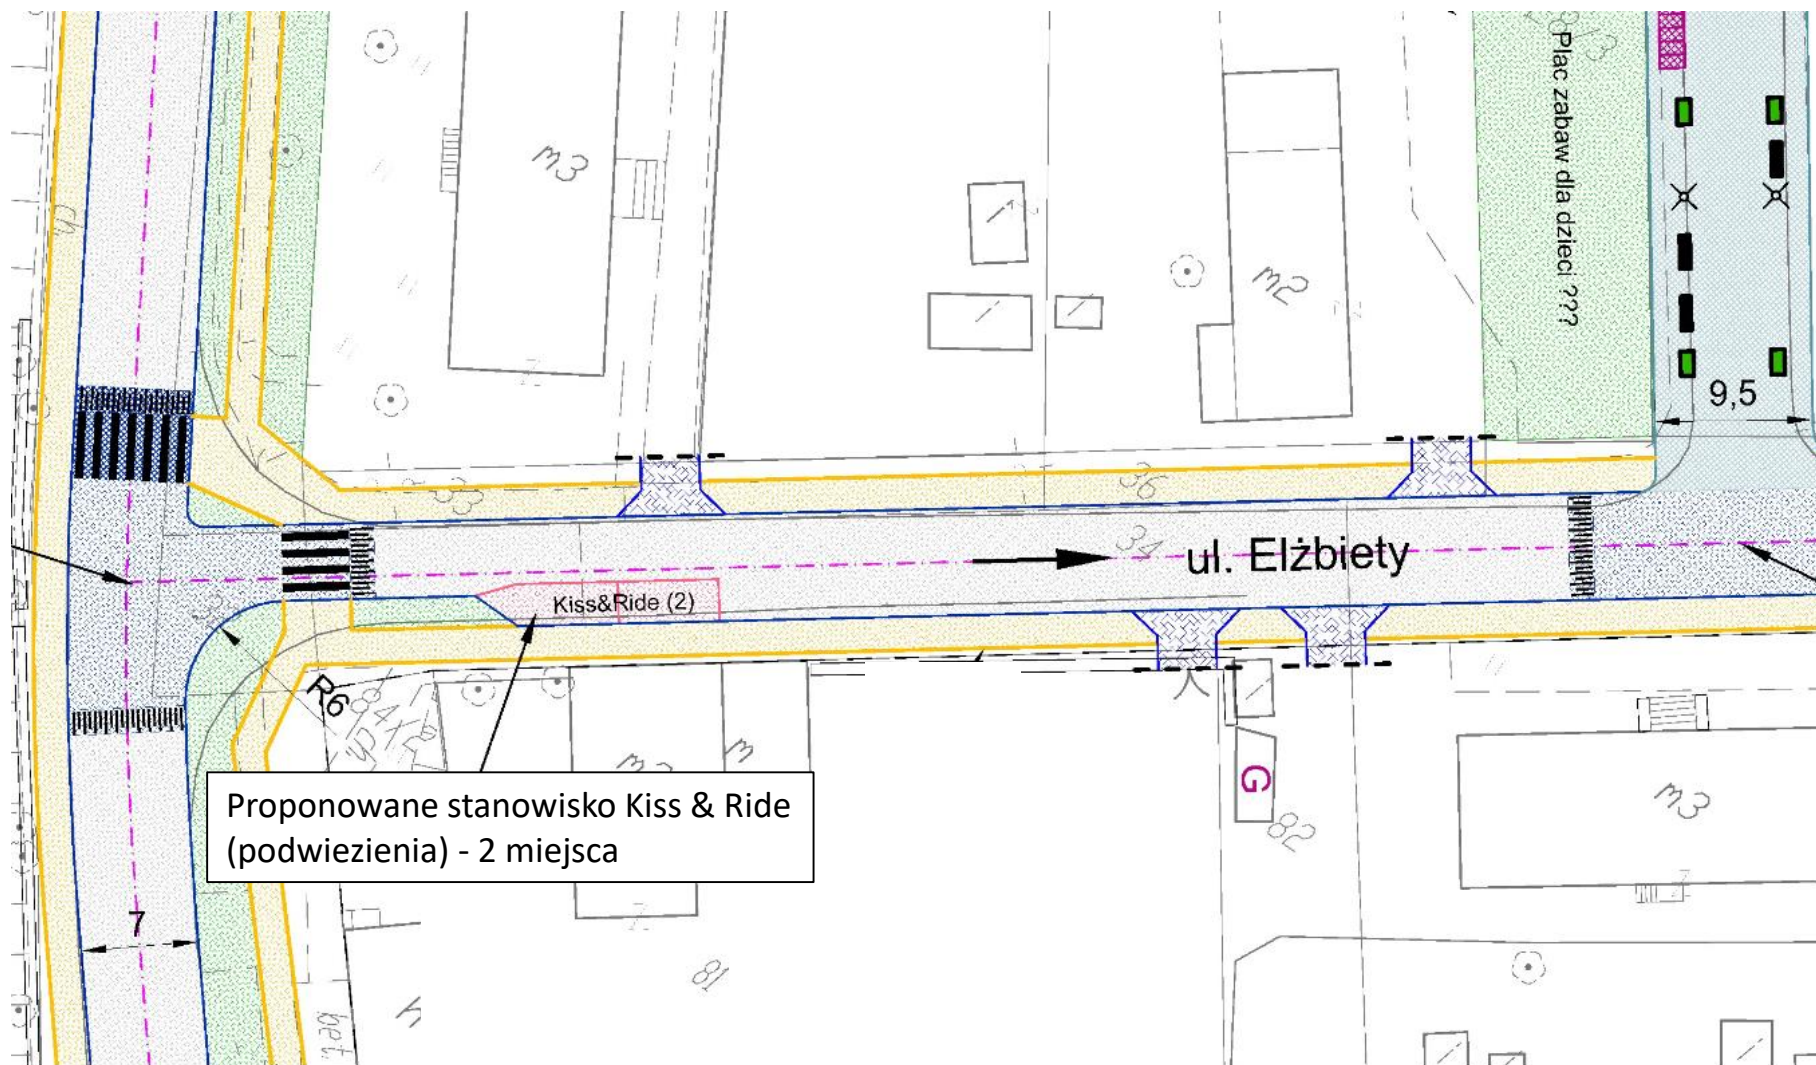 Plac zabaw dla dzieci ???
m3
m2
9,5
36
34
ul. Elżbiety
Kiss&Ride (2)
R6
m3
G
82
Proponowane stanowisko Kiss & Ride
(podwiezienia) - 2 miejsca
7
81
bet.